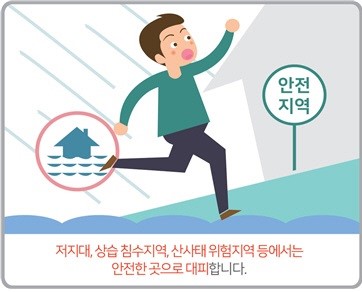 안전
지역
저지대, 상습 침수지역, 산사태 위험지역 등에서는
안전한 곳으로 대피합니다.